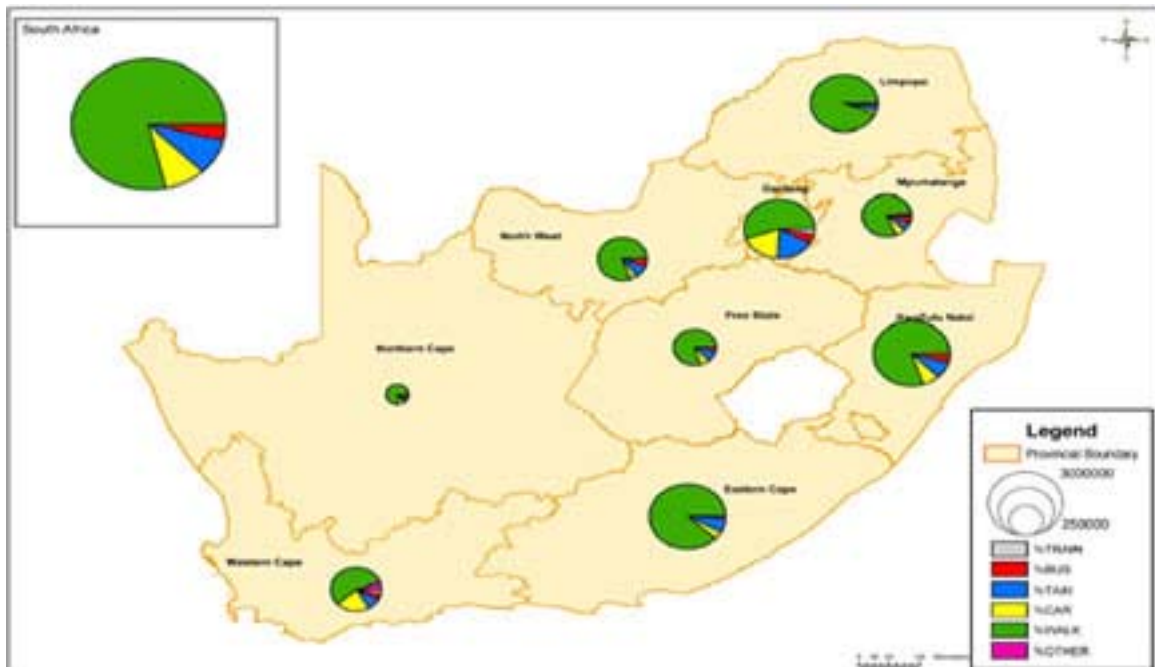 South Africa
Limpopo
Mpumalanga
Gauteng
North West
Free State
KwaZulu Natal
Northern Cape
Eastern Cape
Western Cape
Legend
Provincial Boundary
3000000
250000
%TRAIN
%BUS
%TAXI
%CAR
%WALK
%OTHER